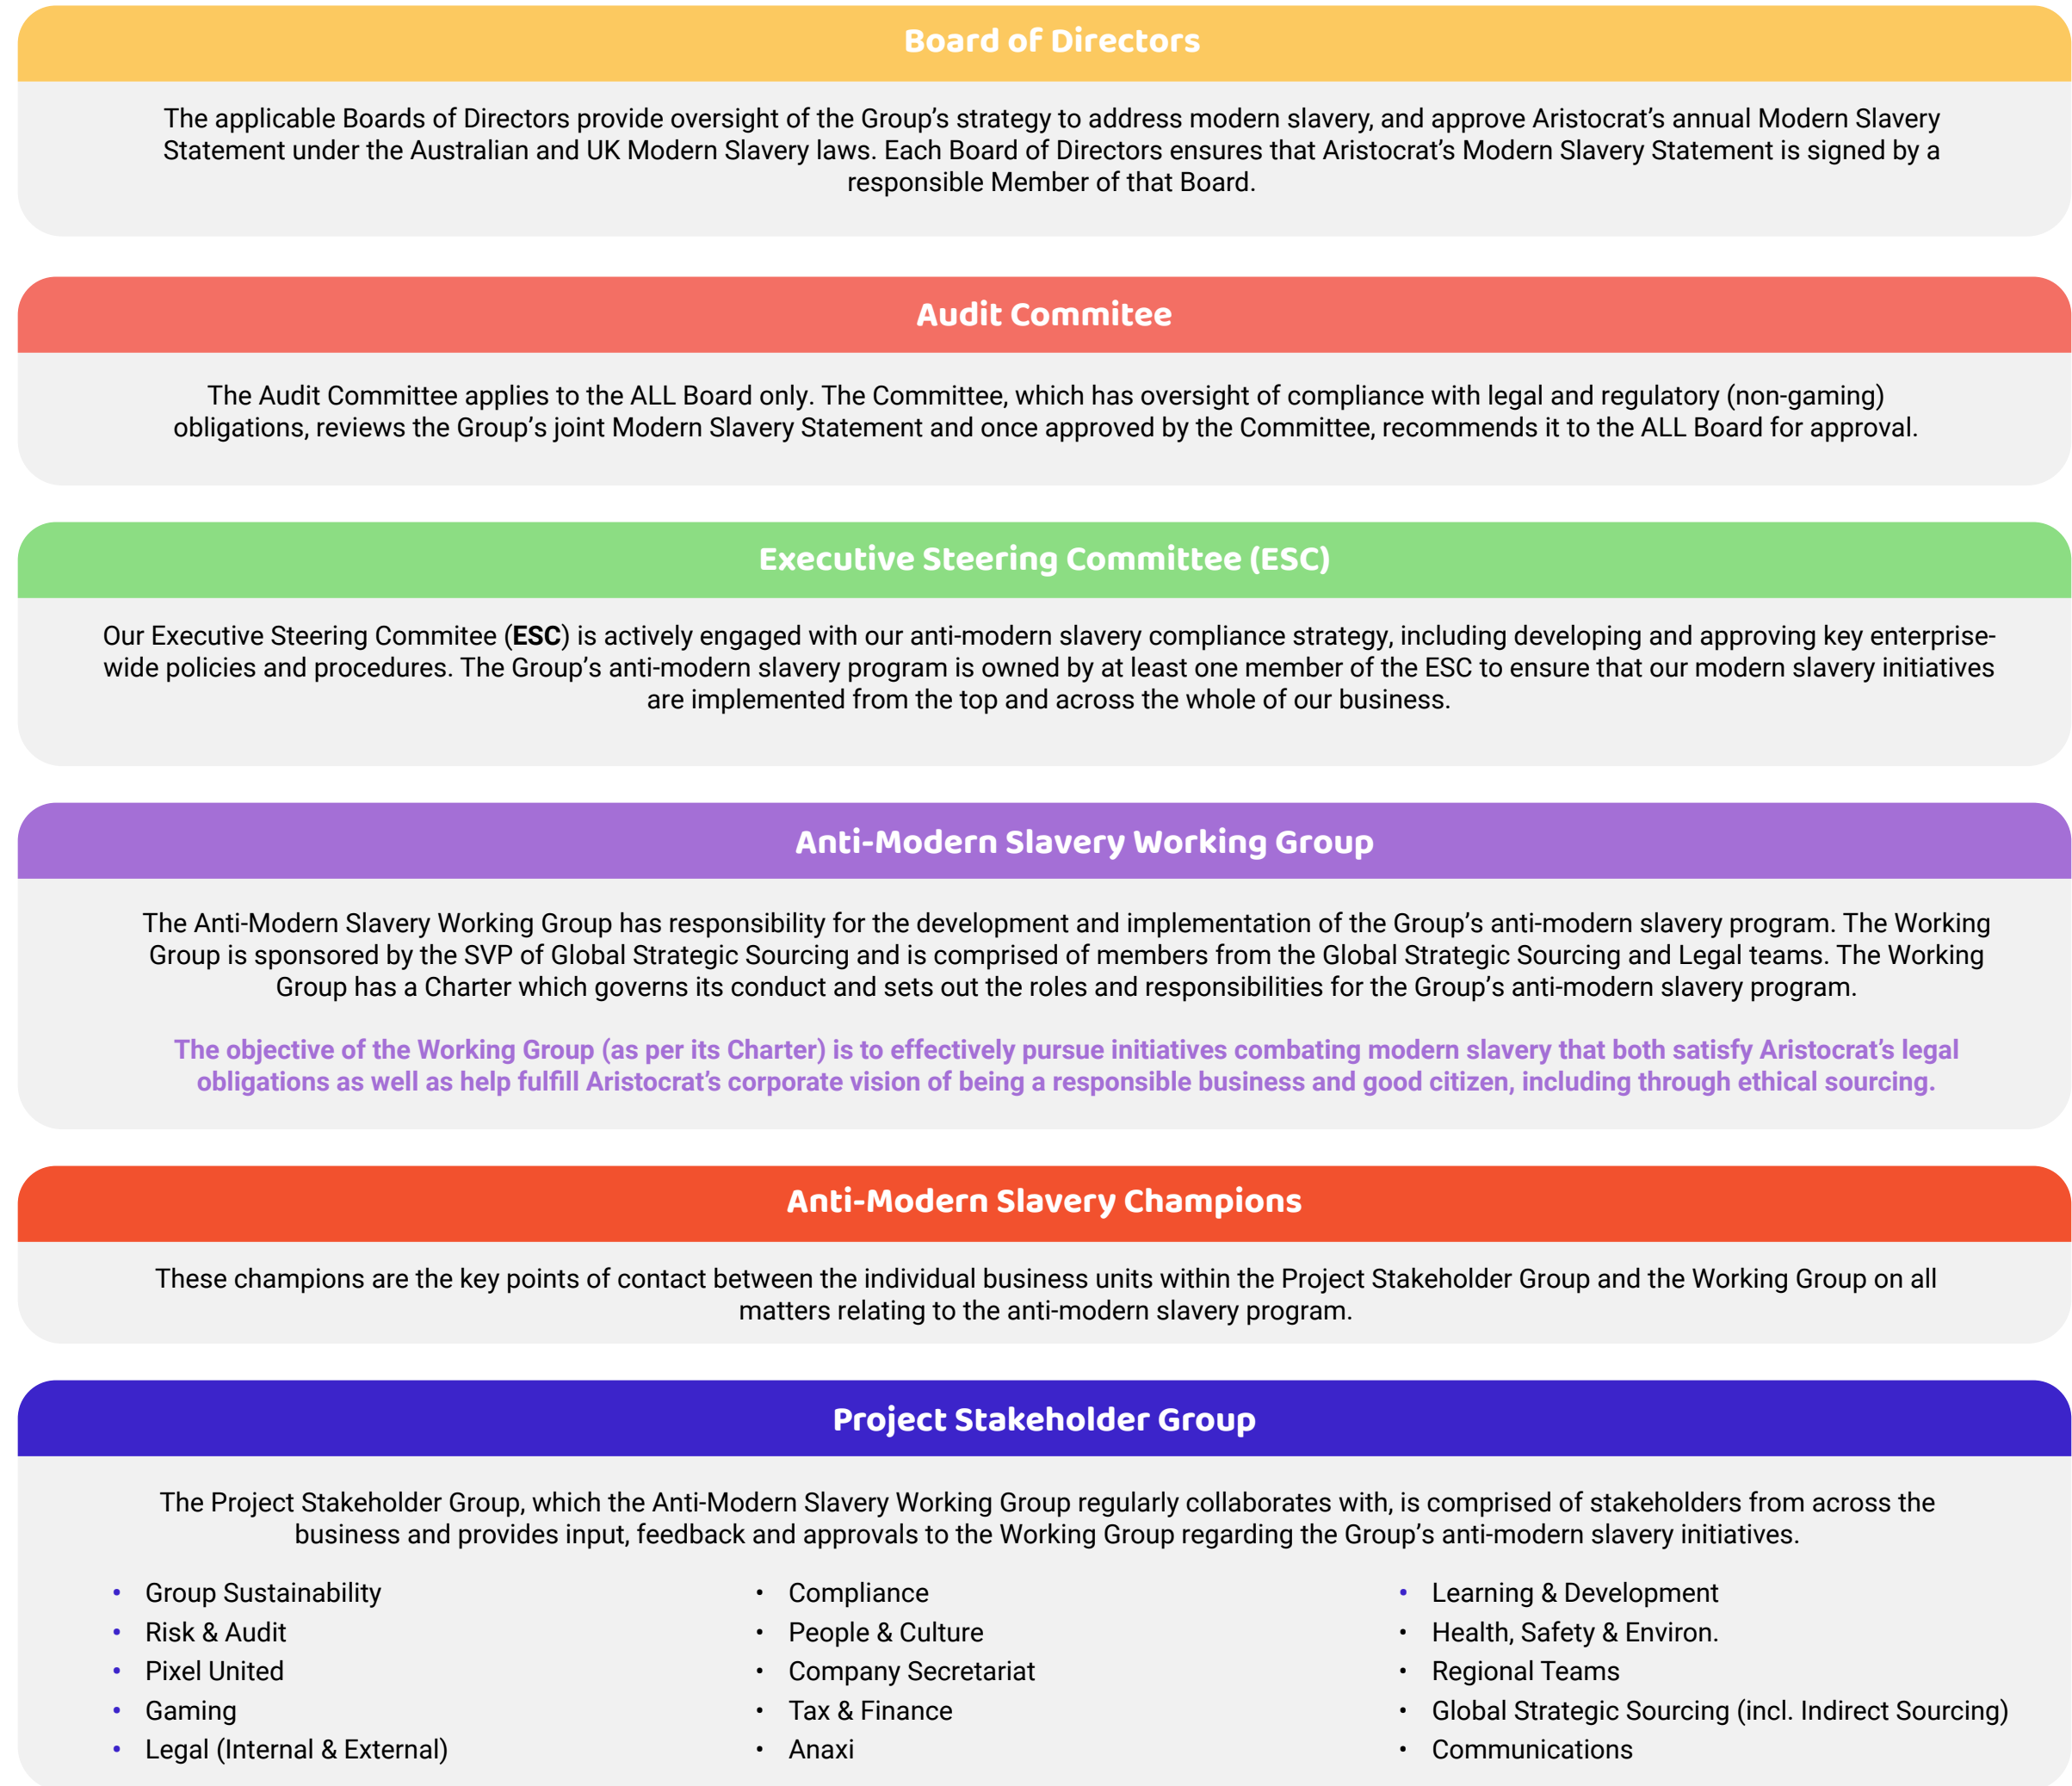 Board of Directors
The applicable Boards of Directors provide oversight of the Group’s strategy to address modern slavery, and approve Aristocrat’s annual Modern Slavery
Statement under the Australian and UK Modern Slavery laws. Each Board of Directors ensures that Aristocrat’s Modern Slavery Statement is signed by a
responsible Member of that Board.
Audit Commitee
The Audit Committee applies to the ALL Board only. The Committee, which has oversight of compliance with legal and regulatory (non-gaming)
obligations, reviews the Group’s joint Modern Slavery Statement and once approved by the Committee, recommends it to the ALL Board for approval.
Executive Steering Committee (ESC)
Our Executive Steering Commitee (ESC) is actively engaged with our anti-modern slavery compliance strategy, including developing and approving key enterprise-
wide policies and procedures. The Group’s anti-modern slavery program is owned by at least one member of the ESC to ensure that our modern slavery initiatives
are implemented from the top and across the whole of our business.
Anti-Modern Slavery Working Group
The Anti-Modern Slavery Working Group has responsibility for the development and implementation of the Group’s anti-modern slavery program. The Working
Group is sponsored by the SVP of Global Strategic Sourcing and is comprised of members from the Global Strategic Sourcing and Legal teams. The Working
Group has a Charter which governs its conduct and sets out the roles and responsibilities for the Group’s anti-modern slavery program.
The objective of the Working Group (as per its Charter) is to effectively pursue initiatives combating modern slavery that both satisfy Aristocrat’s legal
obligations as well as help fulfill Aristocrat’s corporate vision of being a responsible business and good citizen, including through ethical sourcing.
Anti-Modern Slavery Champions
These champions are the key points of contact between the individual business units within the Project Stakeholder Group and the Working Group on all
matters relating to the anti-modern slavery program.
Project Stakeholder Group
The Project Stakeholder Group, which the Anti-Modern Slavery Working Group regularly collaborates with, is comprised of stakeholders from across the
business and provides input, feedback and approvals to the Working Group regarding the Group’s anti-modern slavery initiatives.
• Group Sustainability
• Risk & Audit
• Pixel United
• Gaming
• Legal (Internal & External)
• Compliance
• People & Culture
• Company Secretariat
• Tax & Finance
• Anaxi
• Learning & Development
• Health, Safety & Environ.
• Regional Teams
• Global Strategic Sourcing (incl. Indirect Sourcing)
• Communications